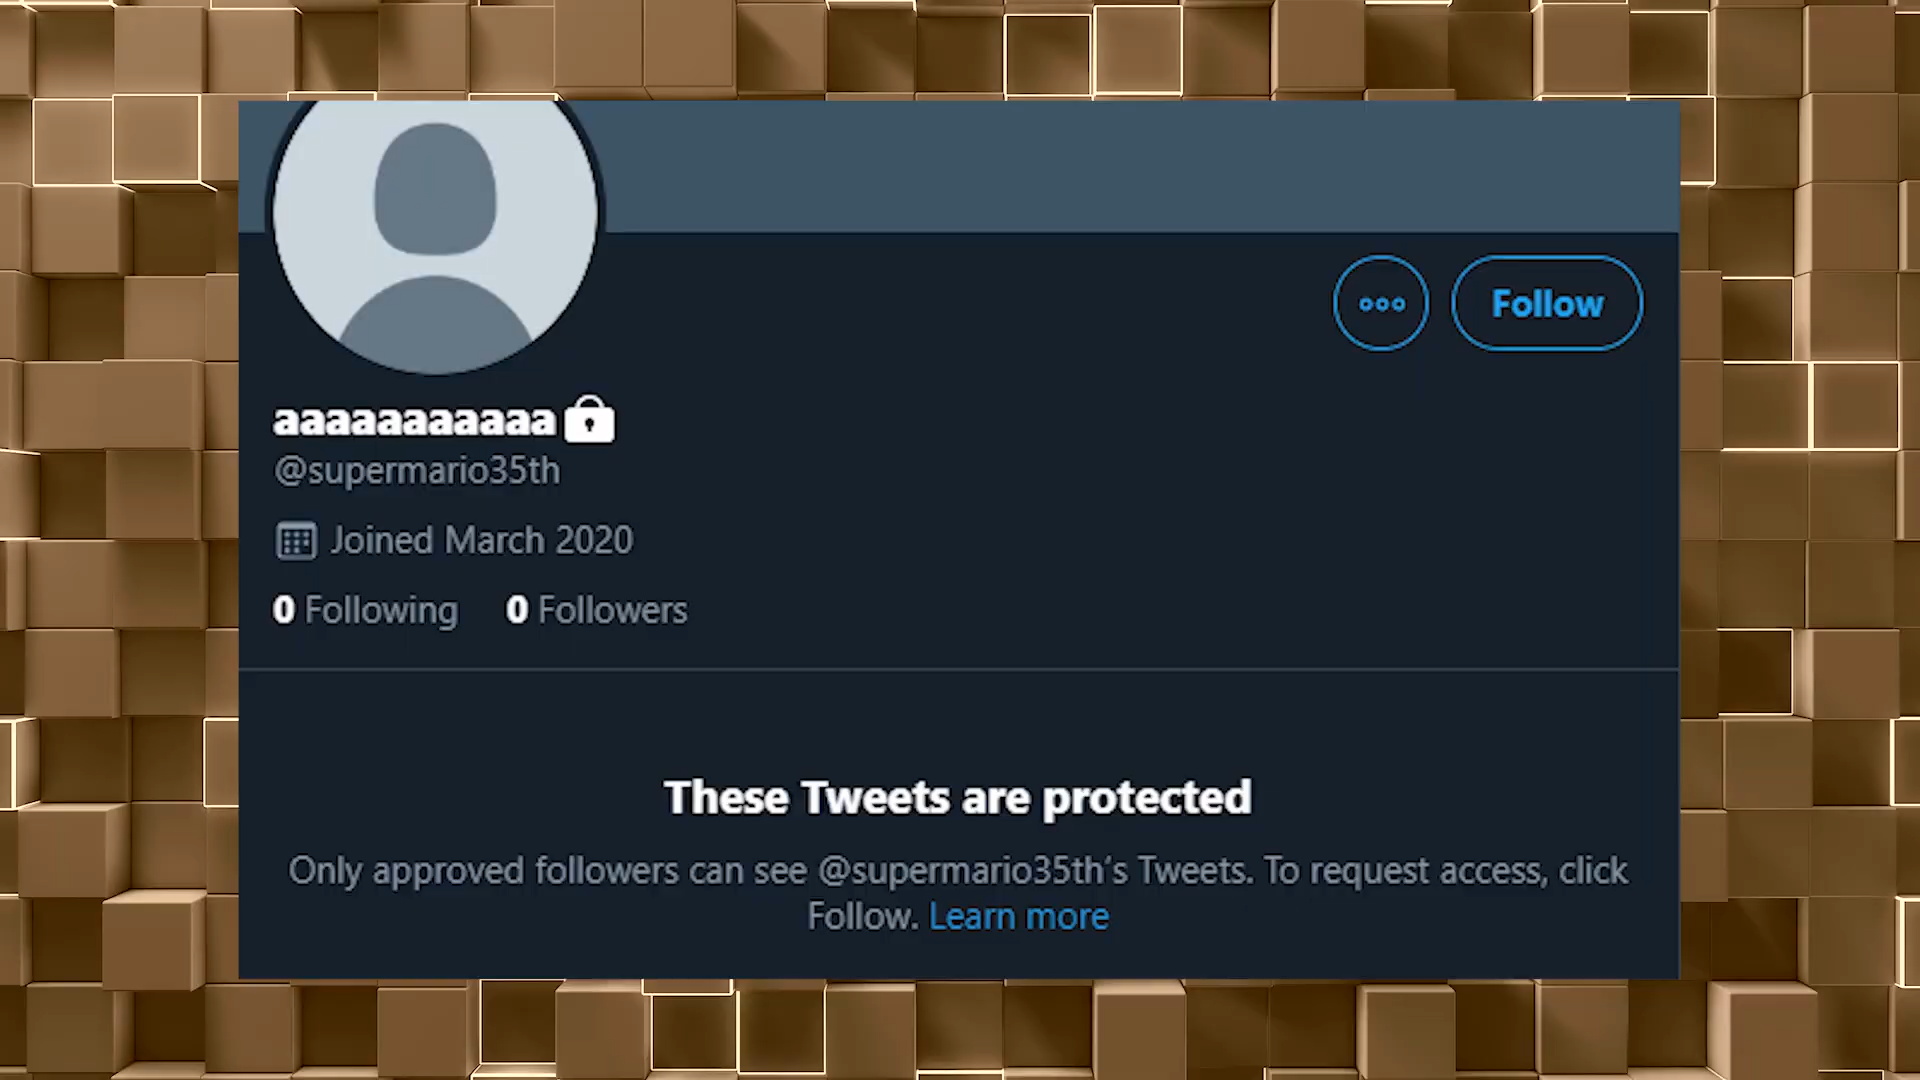 Follow
aaaaaaaaaaa
@supermario35th
Joined March 2020
0 Following 0 Followers
These Tweets are protected
Only approved followers can see @supermario35th's Tweets. To request access, click
Follow. Learn more